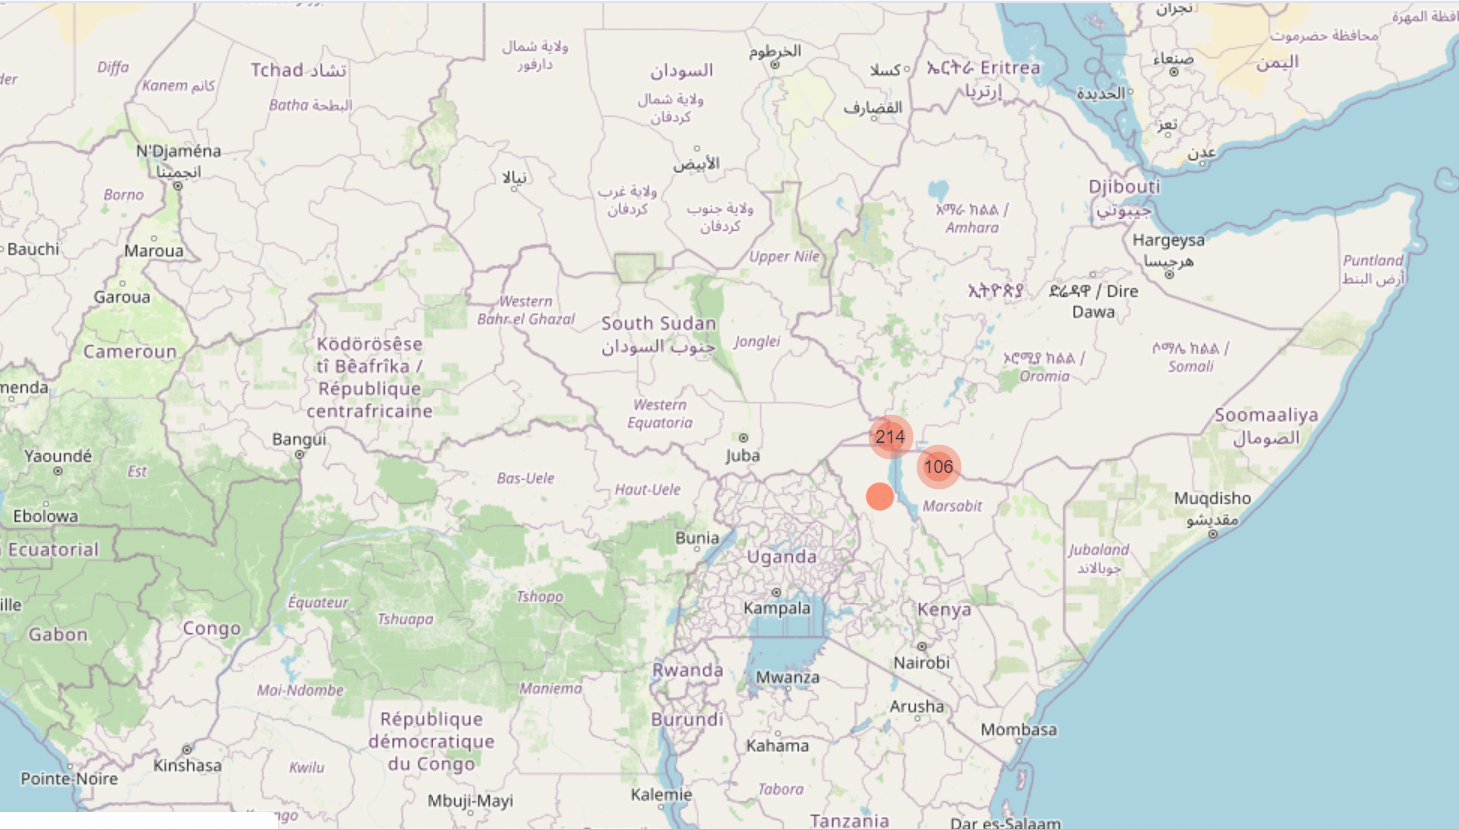 نجران
محافظة حضرموت
صنعاء
اليمن
ولاية شمال
دارفور
الخرطوم
Diffa
Tchad تشاد
السودان
كسلا
ኤርትራ Eritrea
إرتريا
Kanem كانم
Batha البطحة
ولاية شمال
كردفان
القضارف
الحديدة
تعز
N'Djaména
انجمينا
الأبيض
عدن
نيالا
Borno
ولاية غرب
كردفان
ولاية جنوب
كردفان
አማራ ክልል /
Amhara
Djibouti
جيبوتي
Bauchi
Maroua
Upper Nile
Hargeysa
هرجيسا
Puntland
أرض البنط
Garoua
Western
Bahr el Ghazal
ኢትዮጵያ
ድሬዳዋ / Dire
Dawa
South Sudan
جنوب السودان
Jonglei
Cameroun
Ködörösêse
tî Bêafrîka /
République
centrafricaine
ኦሮሚያ ክልል /
Oromia
ሶማሌ ክልል /
Somali
menda
Western
Equatoria
Soomaaliya
الصومال
Bangui
Juba
214
106
Yaoundé
Est
Bas-Uele
Haut-Uele
Marsabit
Muqdisho
مقديشو
Ebolowa
Ecuatorial
Bunia
Uganda
Jubaland
جوبالاند
Équateur
Tshopo
Kampala
Kenya
ille
Gabon
Congo
Tshuapa
Nairobi
Rwanda
Mwanza
Mai-Ndombe
Maniema
Arusha
République
démocratique
du Congo
Burundi
Mombasa
Kahama
Pointe-Noire
Kinshasa
Kwilu
Mbuji-Mayi
Kalemie
Tabora
Tanzania
Dar es-Salaam